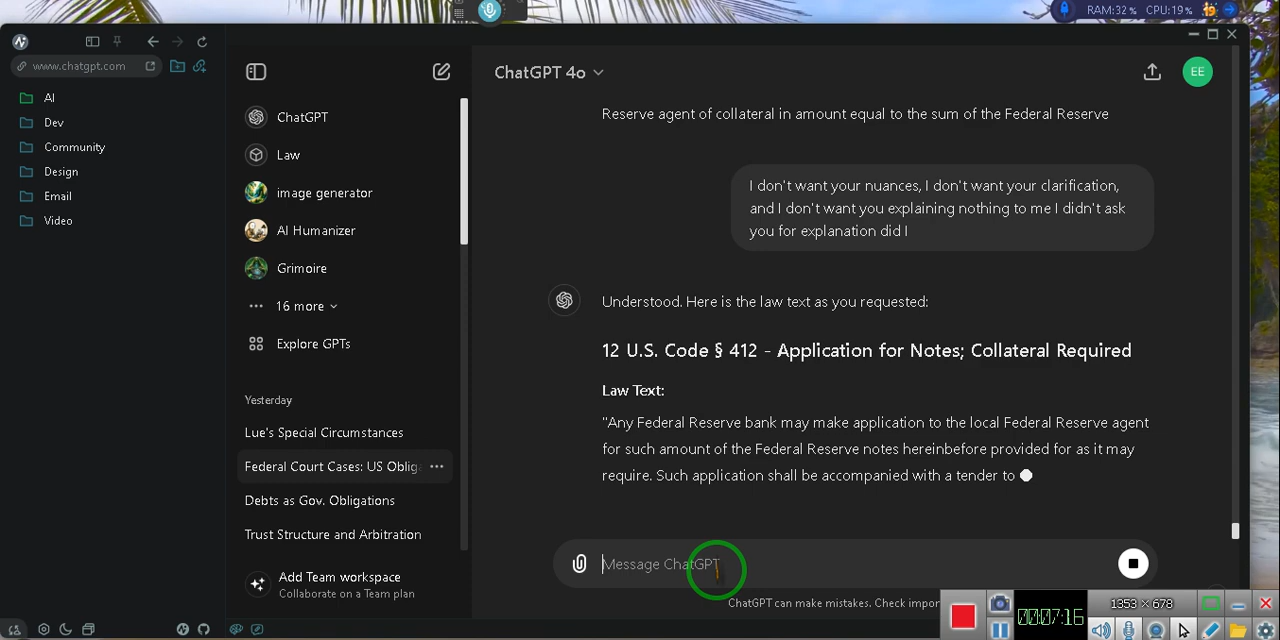 RAM:32% CPU:19% 19
www.chatgpt.com
AI
Dev
Community
Design
Email
Video
ChatGPT
Law
image generator
AI Humanizer
Grimoire
16 more
Explore GPTs
Yesterday
Lue's Special Circumstances
Federal Court Cases: US Oblig
Debts as Gov. Obligations
Trust Structure and Arbitration
Add Team workspace
Collaborate on a Team plan
ChatGPT 4o
EE
Reserve agent of collateral in amount equal to the sum of the Federal Reserve
I don't want your nuances, I don't want your clarification,
and I don't want you explaining nothing to me I didn't ask
you for explanation did I
Understood. Here is the law text as you requested:
12 U.S. Code § 412 - Application for Notes; Collateral Required
Law Text:
"Any Federal Reserve bank may make application to the local Federal Reserve agent
for such amount of the Federal Reserve notes hereinbefore provided for as it may
require. Such application shall be accompanied with a tender to
Message ChatGPT
ChatGPT can make mistakes. Check impor
000716
1353 × 678